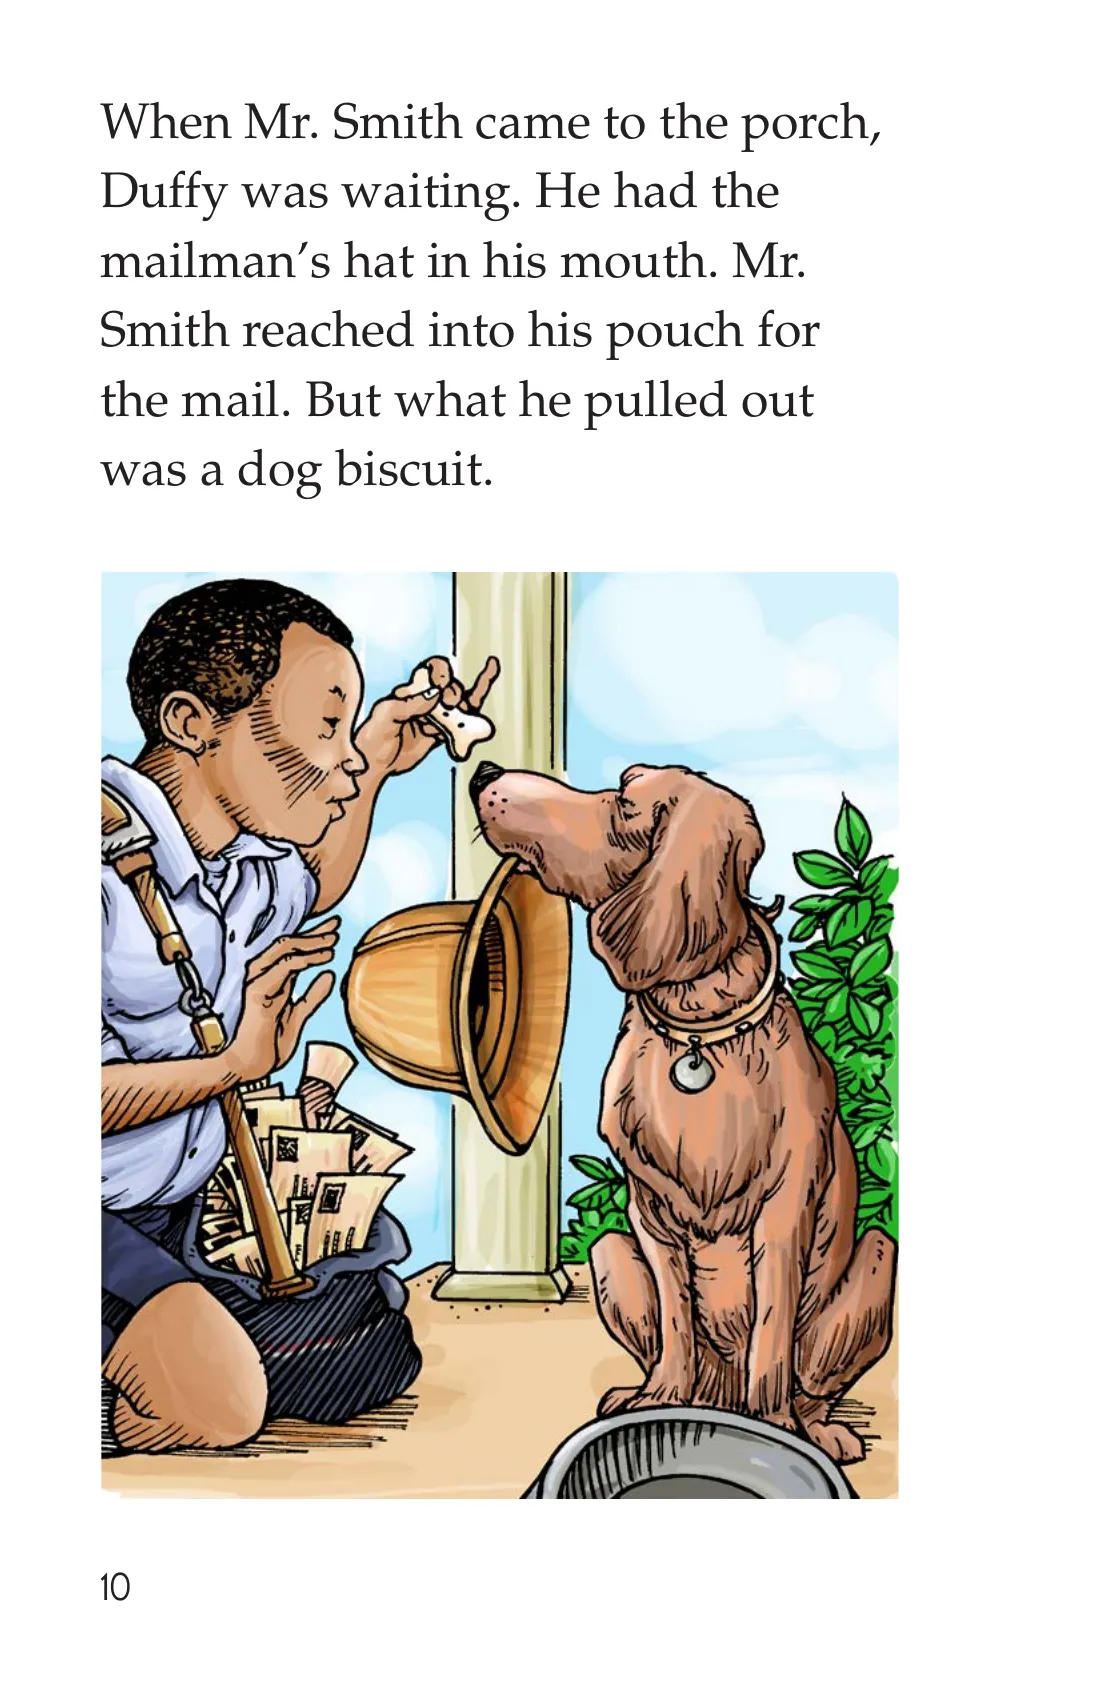 When Mr. Smith came to the porch,
Duffy was waiting. He had the
mailman’s hat in his mouth. Mr.
Smith reached into his pouch for
the mail. But what he pulled out
was a dog biscuit.
10